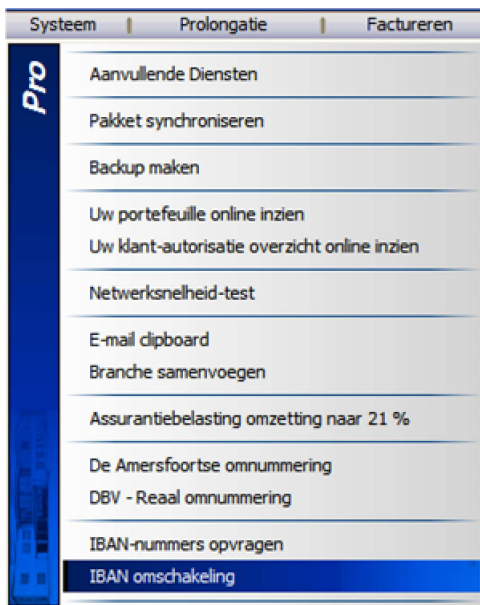 Systeem | Prolongatie | Factureren
Pro
Aanvullende Diensten
Pakket synchroniseren
Backup maken
Uw portefeuille online inzien
Uw klant-autorisatie overzicht online inzien
Netwerksnelheid-test
E-mail clipboard
Branche samenvoegen
Assurantiebelasting omzetting naar 21 %
De Amersfoortse omnummering
DBV - Reaal omnummering
IBAN-nummers opvragen
IBAN omschakeling